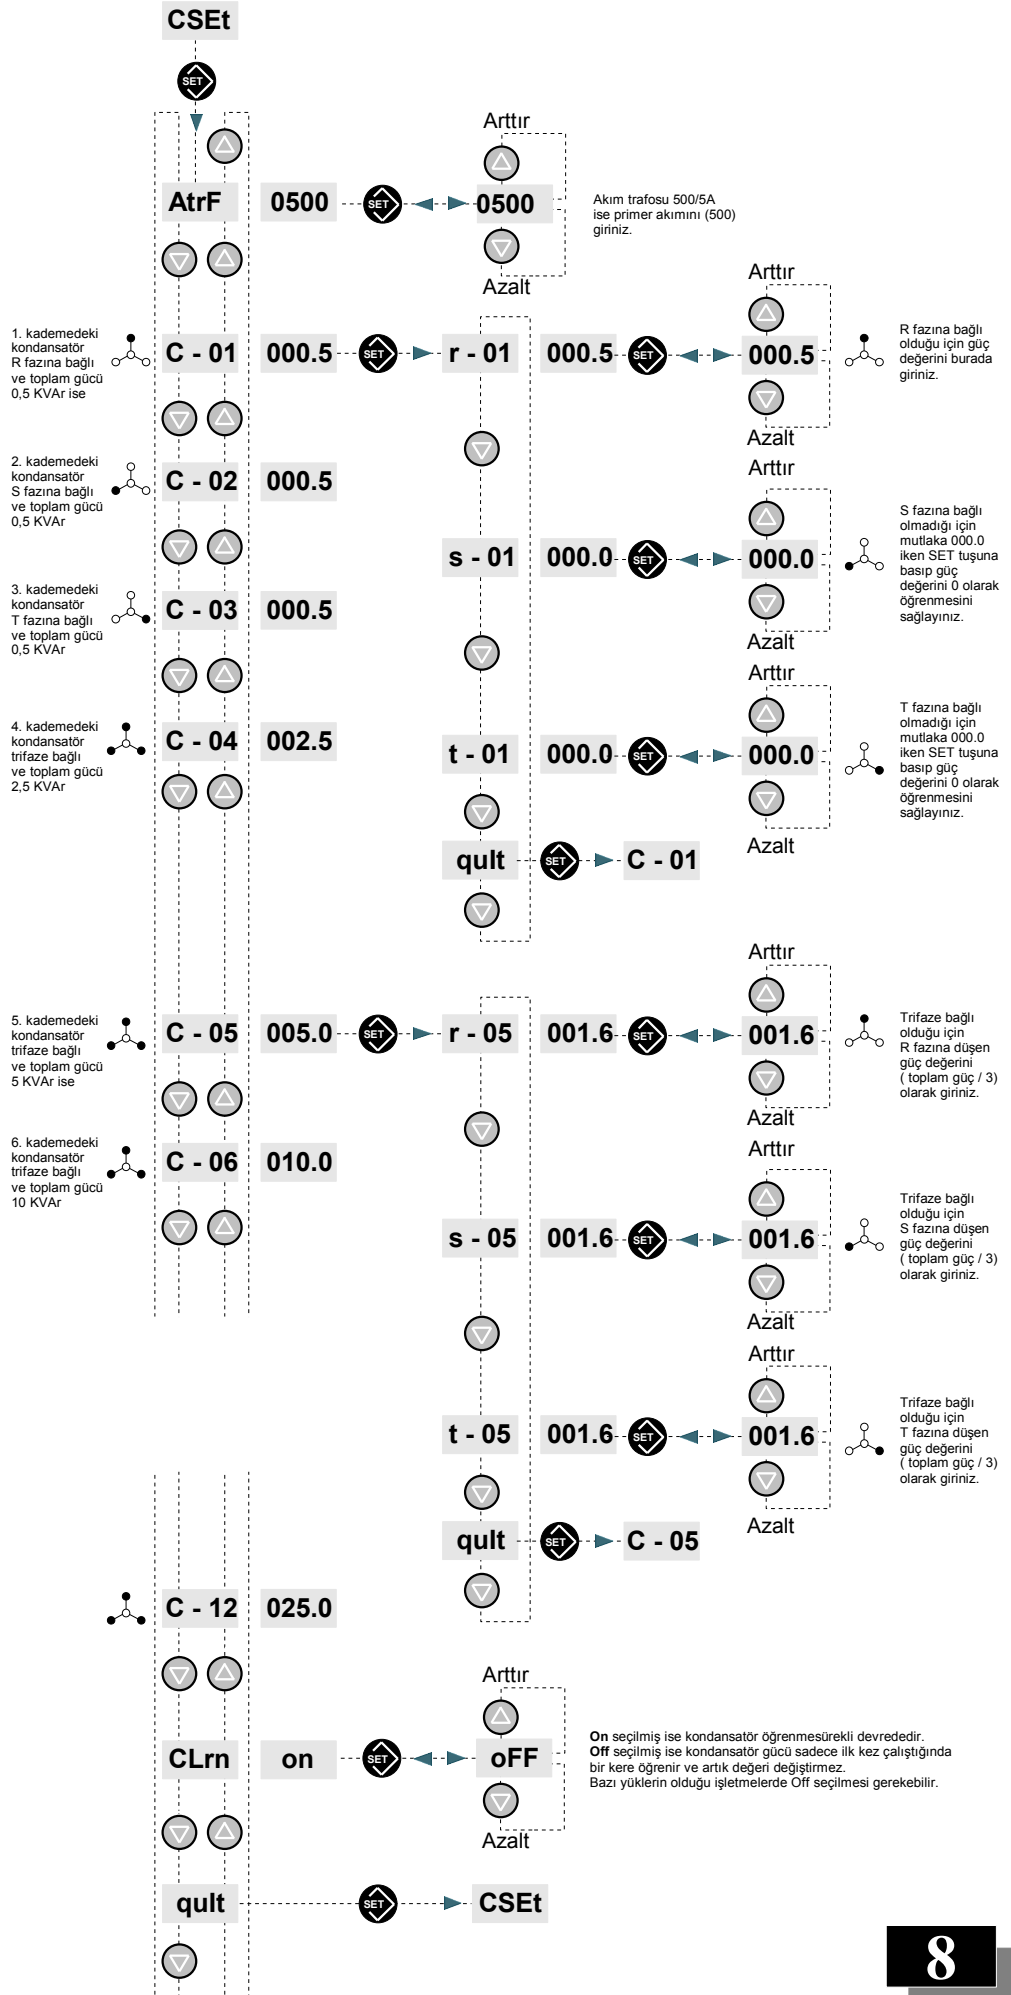 CSEt
SET
Arttır
AtrF 0500 SET 0500
Akım trafosu 500/5A
ise primer akımını (500)
giriniz.
Azalt
Arttır
1. kademedeki
kondansatör
R fazına bağlı
ve toplam gücü
0,5 KVAr ise
C - 01 000.5 SET r - 01 000.5 SET 000.5
R fazına bağlı
olduğu için güç
değerini burada
giriniz.
Azalt
2. kademedeki
kondansatör
S fazına bağlı
ve toplam gücü
0,5 KVAr
C - 02 000.5
Arttır
s - 01 000.0 SET 000.0
S fazına bağlı
olmadığı için
mutlaka 000.0
iken SET tuşuna
basıp güç
değerini 0 olarak
öğrenmesini
sağlayınız.
Azalt
3. kademedeki
kondansatör
T fazına bağlı
ve toplam gücü
0,5 KVAr
C - 03 000.5
Arttır
4. kademedeki
kondansatör
trifaze bağlı
ve toplam gücü
2,5 KVAr
C - 04 002.5
t - 01 000.0 SET 000.0
T fazına bağlı
olmadığı için
mutlaka 000.0
iken SET tuşuna
basıp güç
değerini 0 olarak
öğrenmesini
sağlayınız.
Azalt
quIt SET C - 01
Arttır
5. kademedeki
kondansatör
trifaze bağlı
ve toplam gücü
5 KVAr ise
C - 05 005.0 SET r - 05 001.6 SET 001.6
Trifaze bağlı
olduğu için
R fazına düşen
güç değerini
( toplam güç / 3)
olarak giriniz.
Azalt
6. kademedeki
kondansatör
trifaze bağlı
ve toplam gücü
10 KVAr
C - 06 010.0
Arttır
s - 05 001.6 SET 001.6
Trifaze bağlı
olduğu için
S fazına düşen
güç değerini
( toplam güç / 3)
olarak giriniz.
Azalt
Arttır
t - 05 001.6 SET 001.6
Trifaze bağlı
olduğu için
T fazına düşen
güç değerini
( toplam güç / 3)
olarak giriniz.
Azalt
quIt SET C - 05
C - 12 025.0
Arttır
CLrn on SET oFF
On seçilmiş ise kondansatör öğrenmesürekli devrededir.
Off seçilmiş ise kondansatör gücü sadece ilk kez çalıştığında
bir kere öğrenir ve artık değeri değiştirmez.
Bazı yüklerin olduğu işletmelerde Off seçilmesi gerekebilir.
Azalt
quIt SET CSEt
8